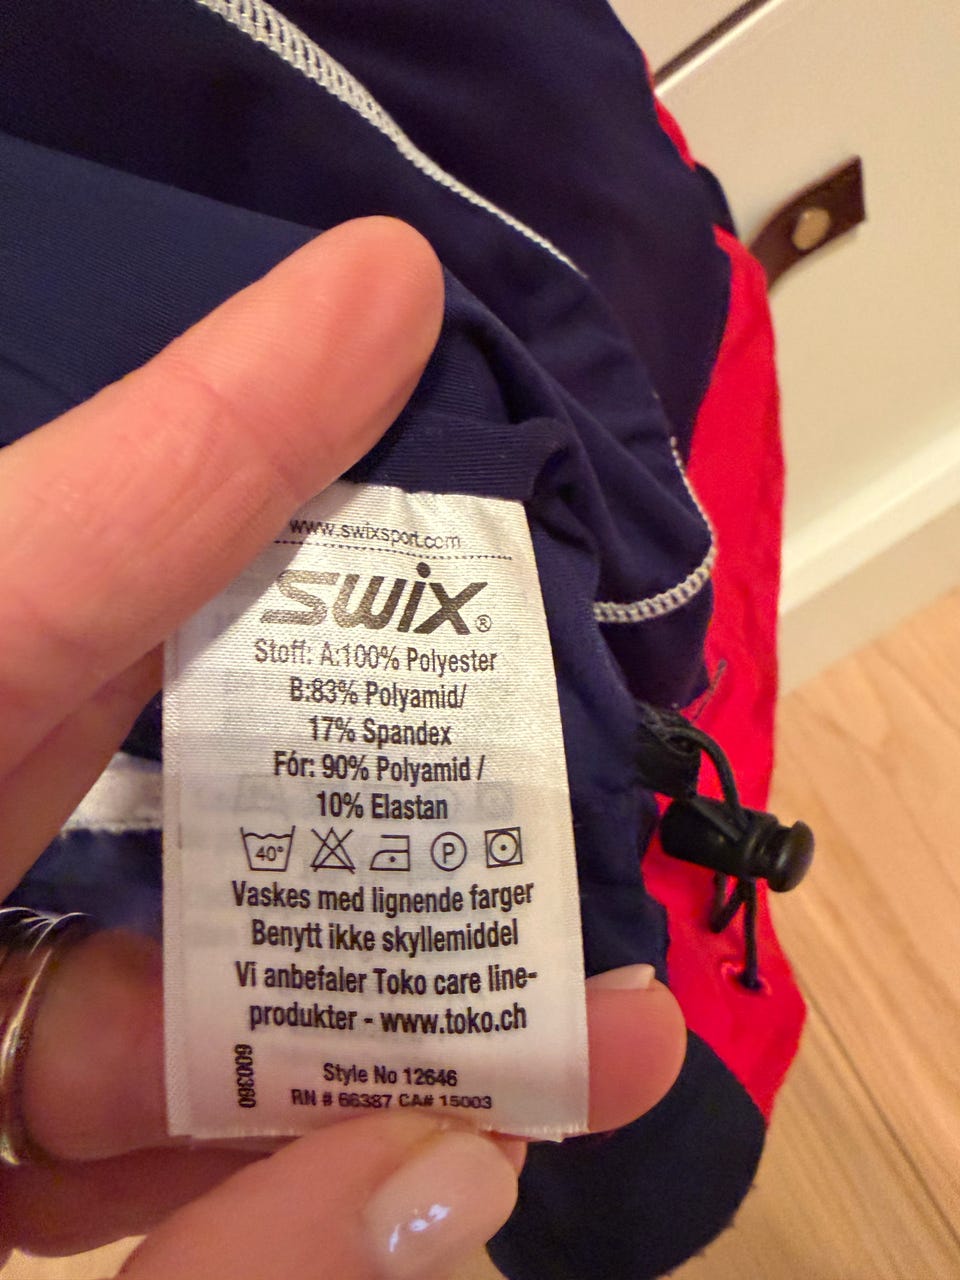 www.swixsport.com
swix®
Stoff: A:100% Polyester
B:83% Polyamid/
17% Spandex
Fór: 90% Polyamid /
10% Elastan
40° P
Vaskes med lignende farger
Benytt ikke skyllemiddel
Vi anbefaler Toko care line-
produkter - www.toko.ch
600360
Style No 12646
RN # 66387 CA# 15003